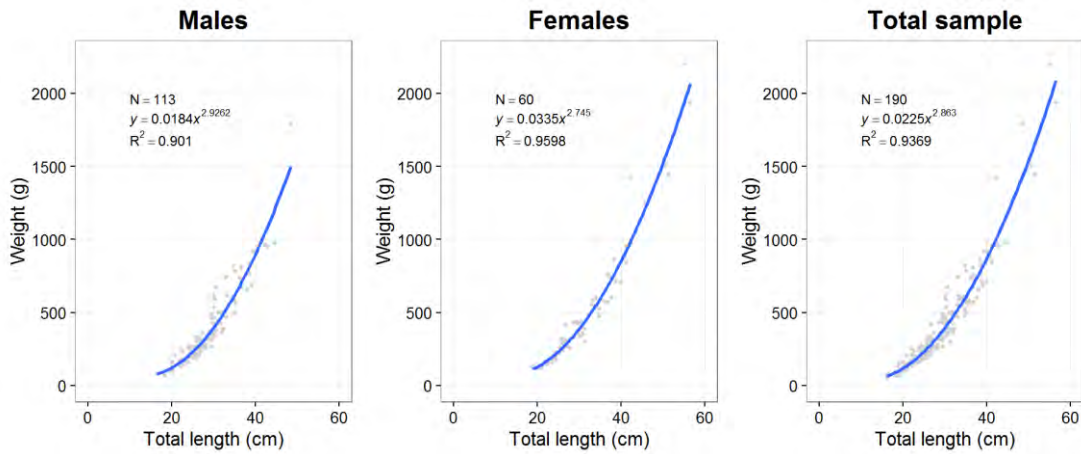 Males
Females
Total sample
N = 113
y = 0.0184x^2.9262
R² = 0.901
N = 60
y = 0.0335x^2.745
R² = 0.9598
N = 190
y = 0.0225x^2.863
R² = 0.9369
Weight (g)
2000
1500
1000
500
0
0 20 40 60
Total length (cm)
Weight (g)
2000
1500
1000
500
0
0 20 40 60
Total length (cm)
Weight (g)
2000
1500
1000
500
0
0 20 40 60
Total length (cm)